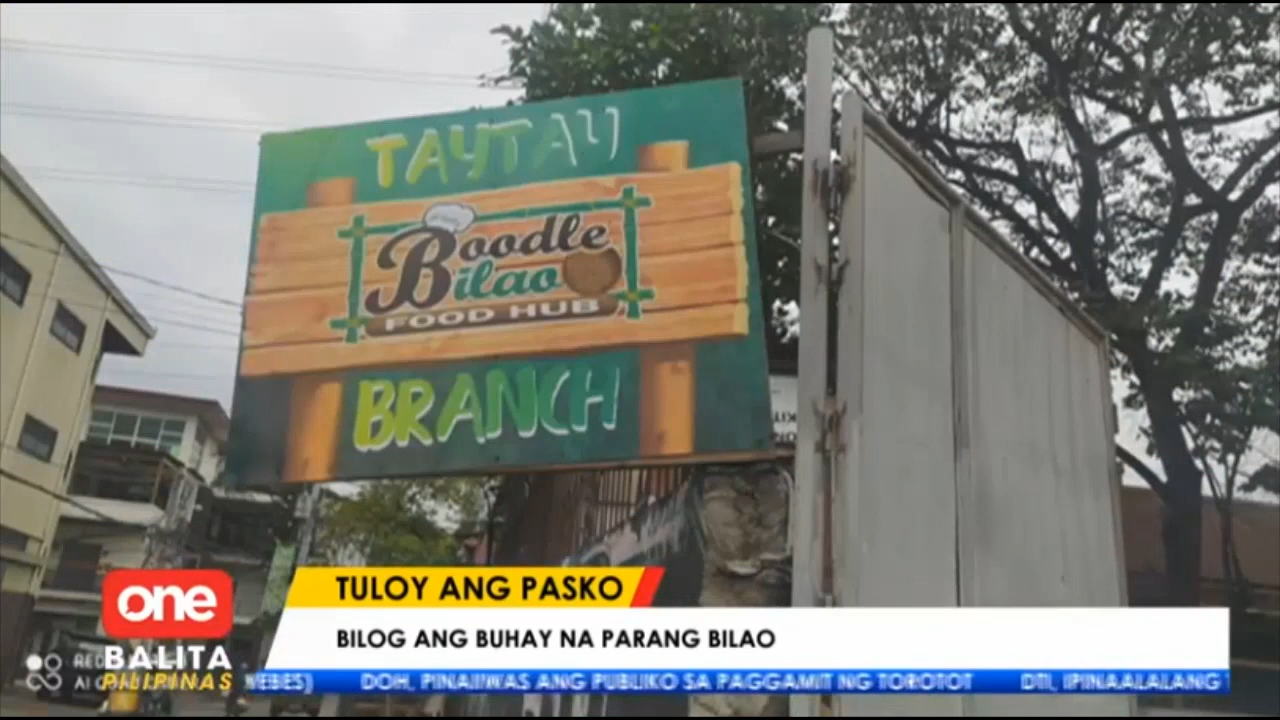 TAYTAY
Boodle
Bilao
FOOD HUB
BRANCH
one
BALITA
PILIPINAS
TULOY ANG PASKO
BILOG ANG BUHAY NA PARANG BILAO
DOH, PINAIIWAS ANG PUBLIKO SA PAGGAMIT NG TOROTOT DTI, IPINAALALANG